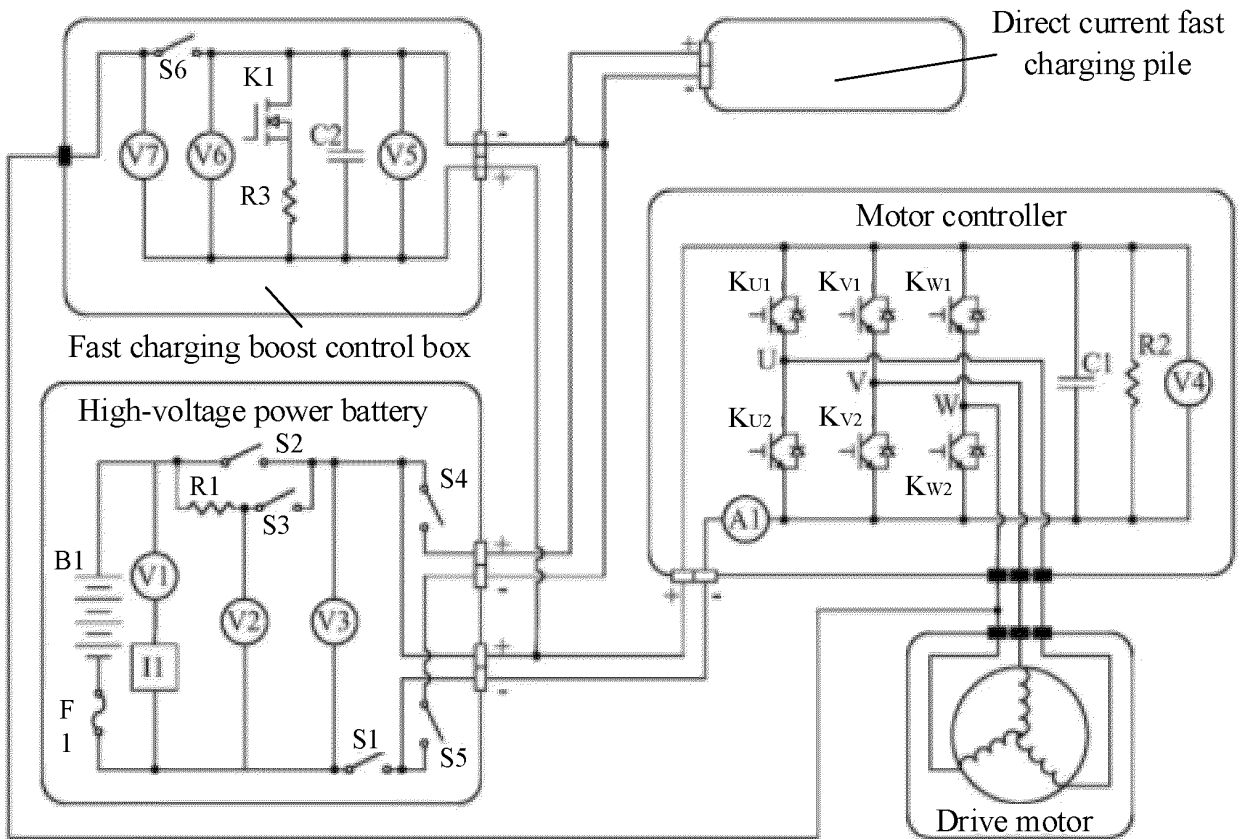 Direct current fast
charging pile
+
-
S6
K1
V7
V6
C2
V5
R3
-
+
Fast charging boost control box
Motor controller
KU1
KV1
KW1
U
V
W
C1
R2
V4
KU2
KV2
KW2
A1
+
-
High-voltage power battery
S2
R1
S3
S4
B1
V1
V2
V3
I1
F
1
S1
S5
+
-
+
-
Drive motor